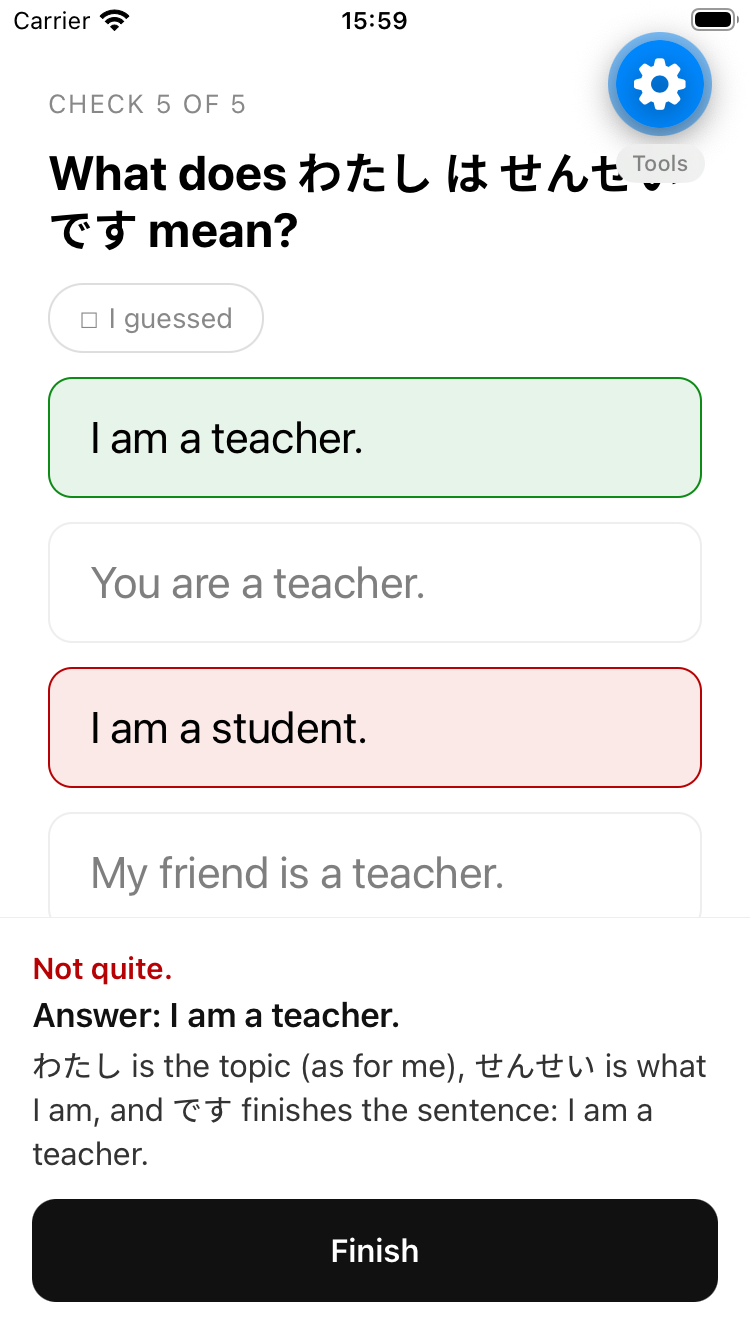 Carrier 15:59
CHECK 5 OF 5
What does わたし は せんせい
Tools
です mean?
□ I guessed
I am a teacher.
You are a teacher.
I am a student.
My friend is a teacher.
Not quite.
Answer: I am a teacher.
わたし is the topic (as for me), せんせい is what
I am, and です finishes the sentence: I am a
teacher.
Finish